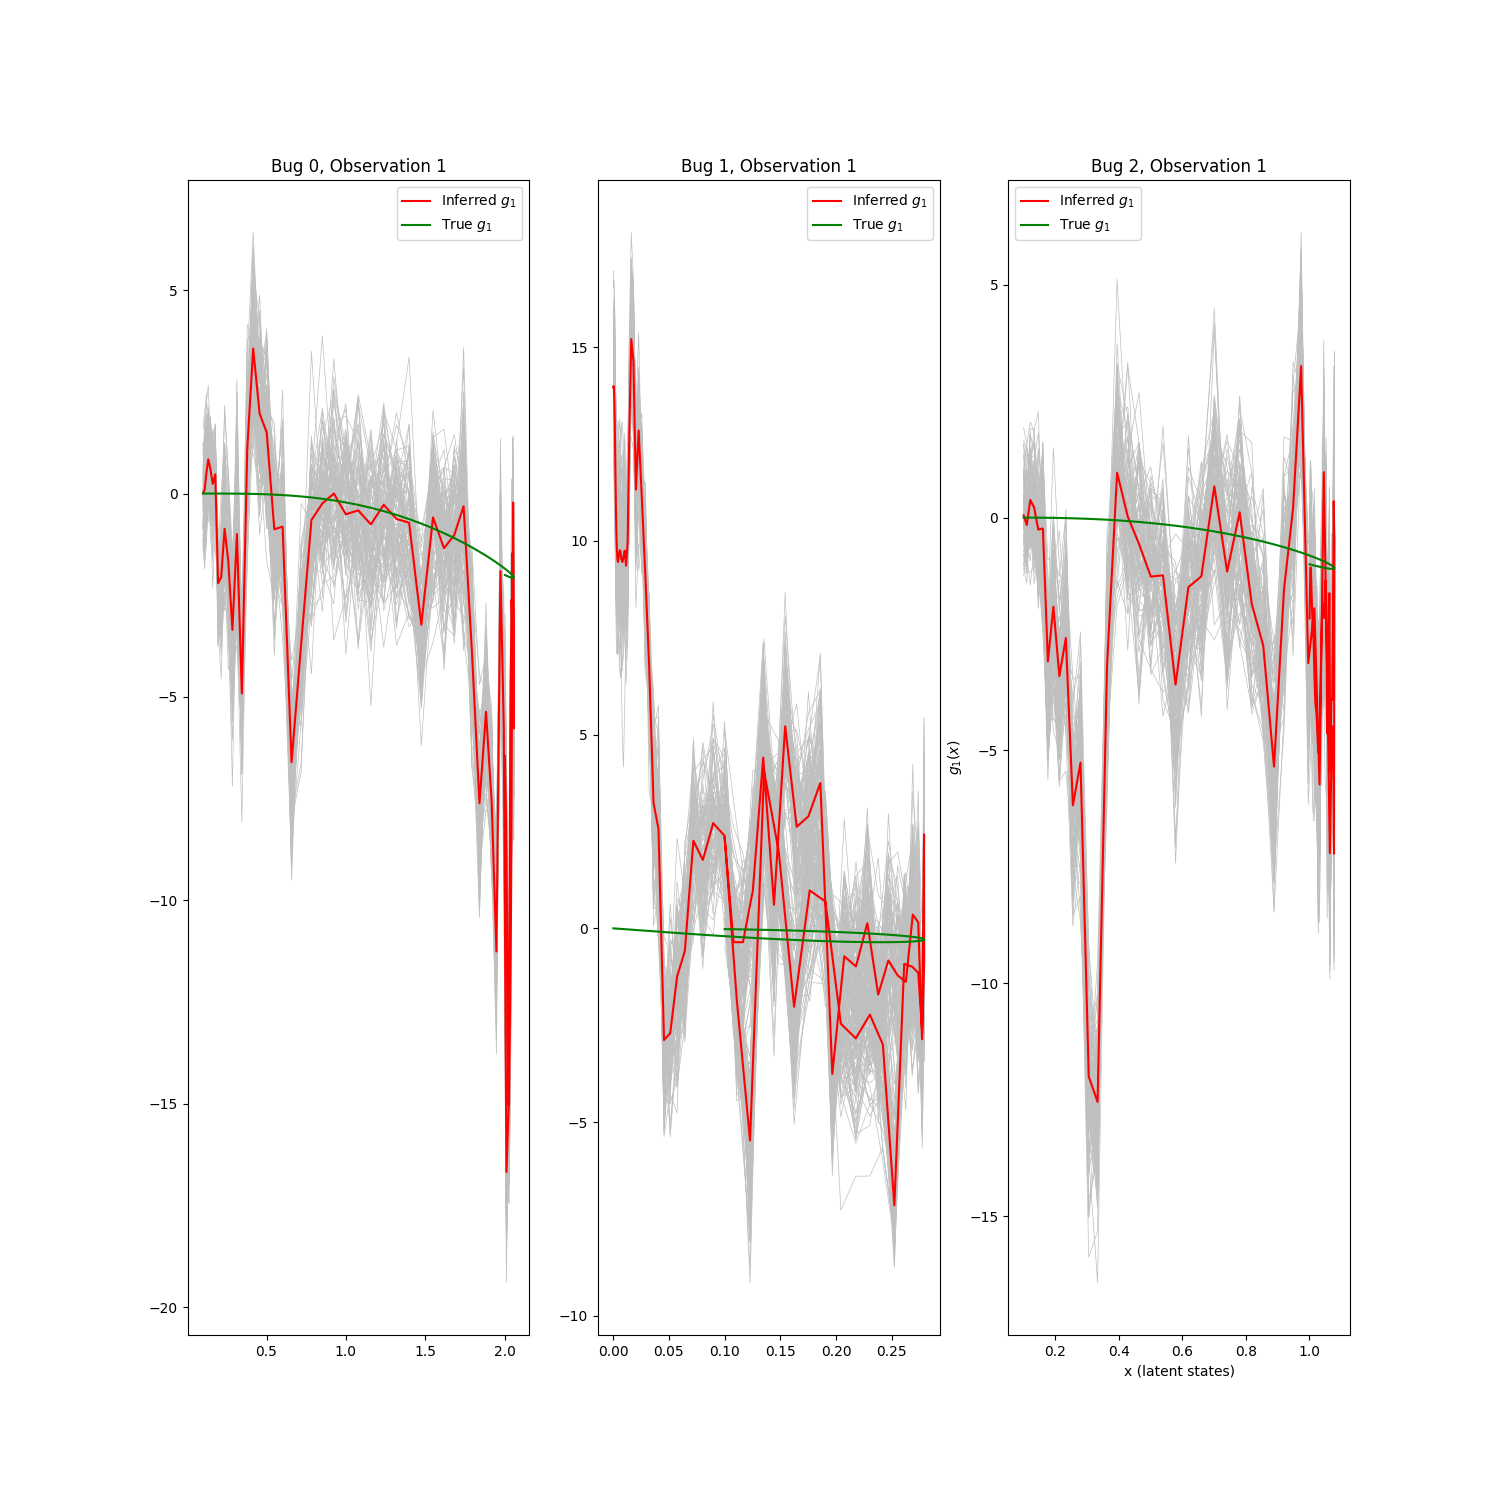 Bug 0, Observation 1
Inferred g₁
True g₁
5
0
−5
−10
−15
−20
0.5 1.0 1.5 2.0
Bug 1, Observation 1
Inferred g₁
True g₁
15
10
5
0
−5
−10
0.00 0.05 0.10 0.15 0.20 0.25
Bug 2, Observation 1
Inferred g₁
True g₁
g₁(x)
5
0
−5
−10
−15
0.2 0.4 0.6 0.8 1.0
x (latent states)